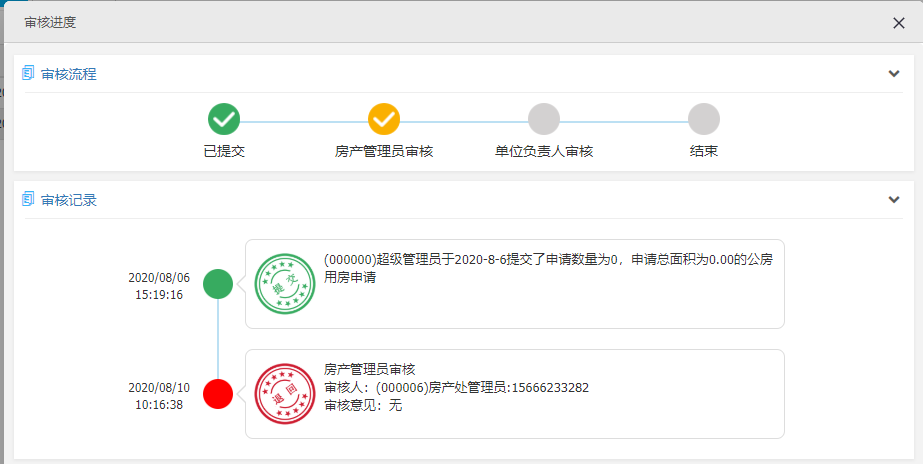 审核进度
审核流程
已提交
房产管理员审核
单位负责人审核
结束
审核记录
2020/08/06
15:19:16
提交
(000000)超级管理员于2020-8-6提交了申请数量为0，申请总面积为0.00的公房
用房申请
2020/08/10
10:16:38
退回
房产管理员审核
审核人：(000006)房产处管理员:15666233282
审核意见：无